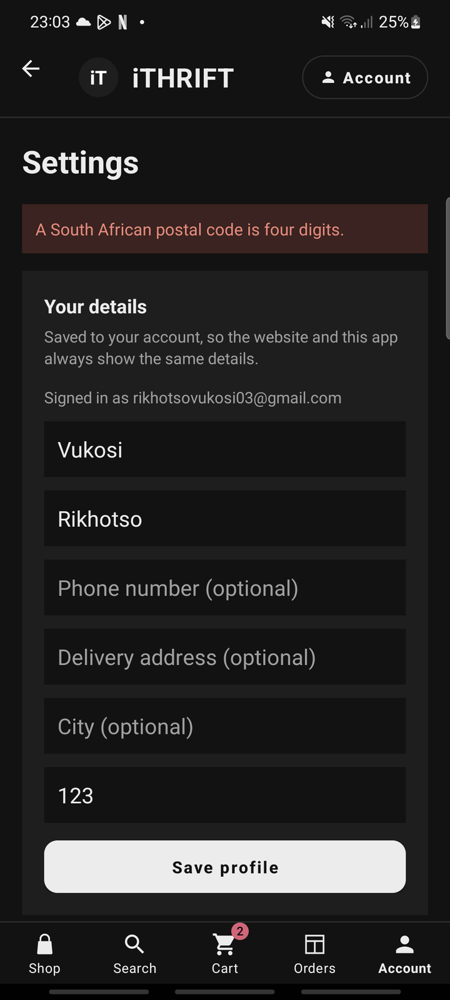 23:03
25%
iT
iTHRIFT
Account
Settings
A South African postal code is four digits.
Your details
Saved to your account, so the website and this app
always show the same details.
Signed in as rikhotsovukosi03@gmail.com
Vukosi
Rikhotso
Phone number (optional)
Delivery address (optional)
City (optional)
123
Save profile
2
Shop
Search
Cart
Orders
Account